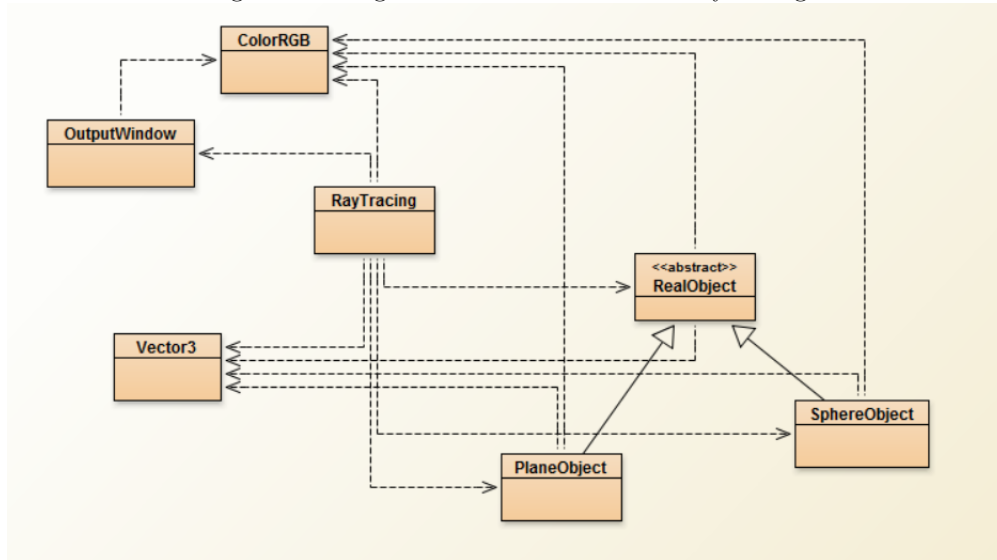 ColorRGB
OutputWindow
RayTracing
<<abstract>>
RealObject
Vector3
SphereObject
PlaneObject